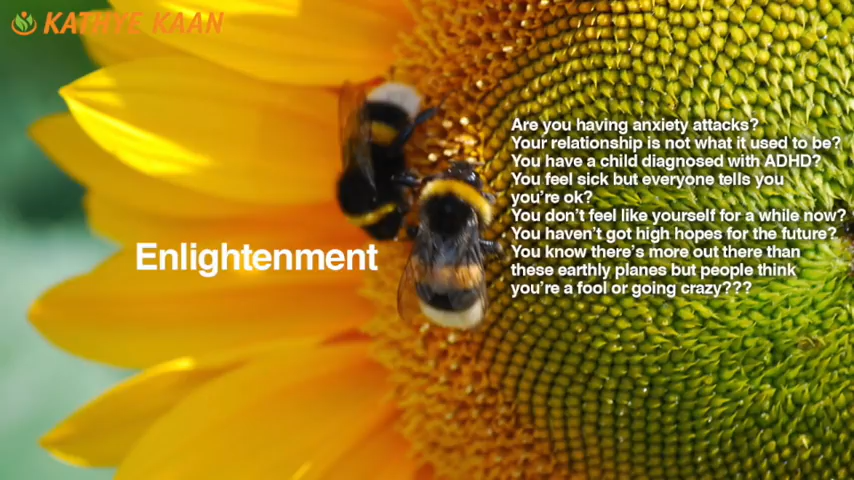 KATHYE KAAN
Enlightenment
Are you having anxiety attacks?
Your relationship is not what it used to be?
You have a child diagnosed with ADHD?
You feel sick but everyone tells you
you're ok?
You don't feel like yourself for a while now?
You haven't got high hopes for the future?
You know there's more out there than
these earthly planes but people think
you're a fool or going crazy???